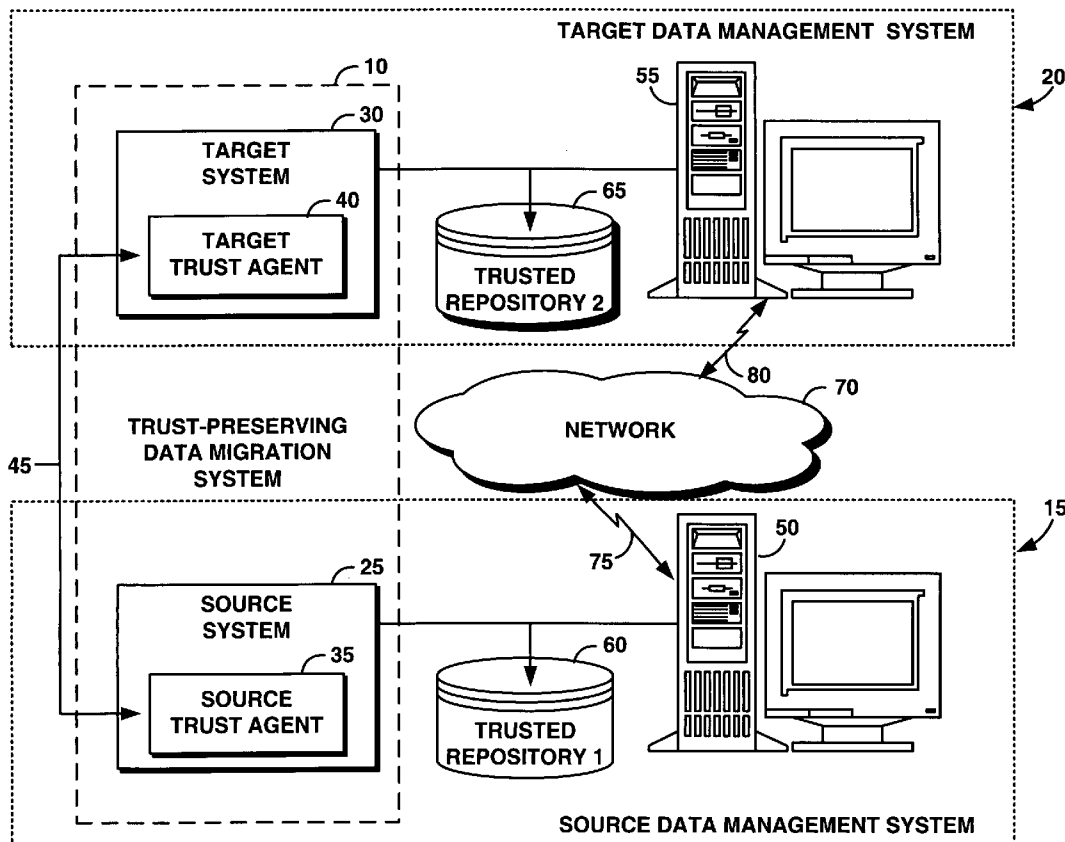 TARGET DATA MANAGEMENT SYSTEM
10
55
20
30
TARGET
SYSTEM
40
TARGET
TRUST AGENT
65
TRUSTED
REPOSITORY 2
80
70
NETWORK
TRUST-PRESERVING
DATA MIGRATION
SYSTEM
45
15
50
75
25
SOURCE
SYSTEM
35
SOURCE
TRUST AGENT
60
TRUSTED
REPOSITORY 1
SOURCE DATA MANAGEMENT SYSTEM